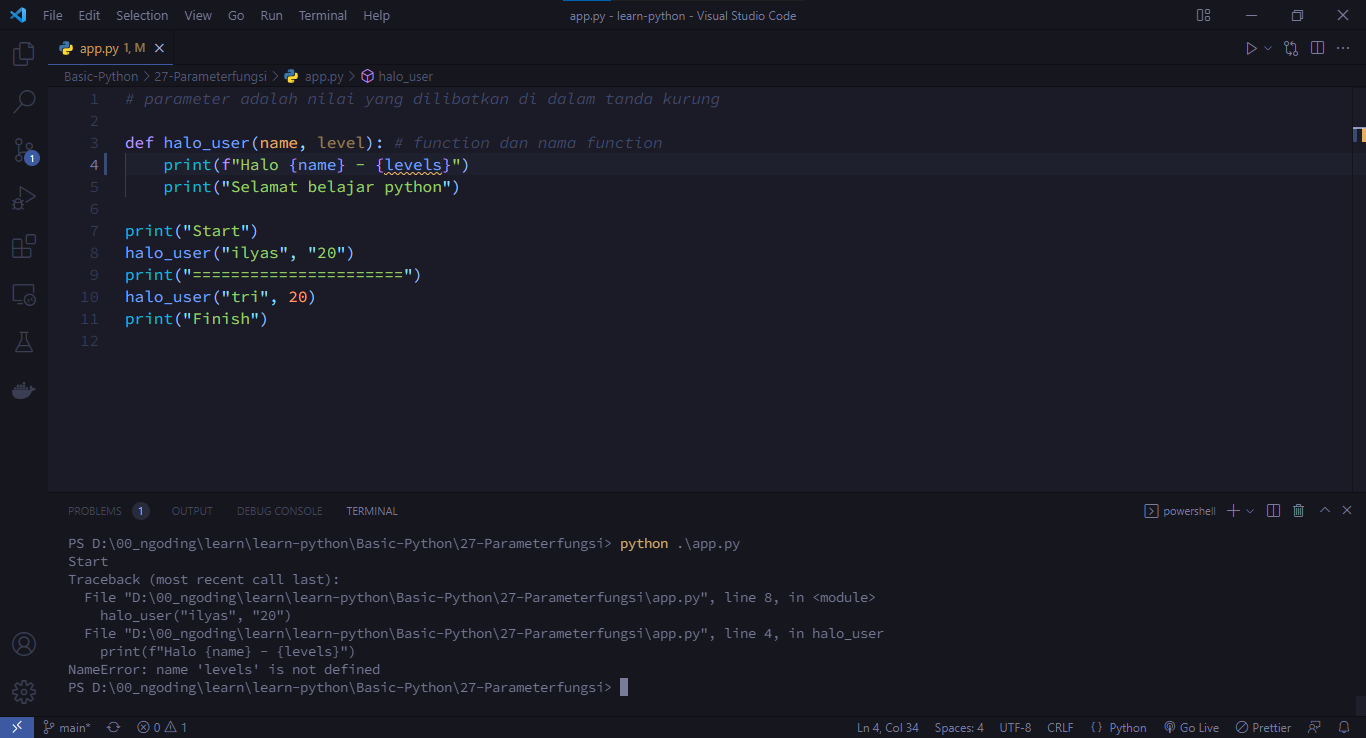 File Edit Selection View Go Run Terminal Help app.py - learn-python - Visual Studio Code
app.py 1, M
Basic-Python > 27-Parameterfungsi > app.py > halo_user
1 # parameter adalah nilai yang dilibatkan di dalam tanda kurung
2
3 def halo_user(name, level): # function dan nama function
4     print(f"Halo {name} - {levels}")
5     print("Selamat belajar python")
6
7 print("Start")
8 halo_user("ilyas", "20")
9 print("======================")
10 halo_user("tri", 20)
11 print("Finish")
12
1
PROBLEMS 1 OUTPUT DEBUG CONSOLE TERMINAL powershell
PS D:\00_ngoding\learn\learn-python\Basic-Python\27-Parameterfungsi> python .\app.py
Start
Traceback (most recent call last):
  File "D:\00_ngoding\learn\learn-python\Basic-Python\27-Parameterfungsi\app.py", line 8, in <module>
    halo_user("ilyas", "20")
  File "D:\00_ngoding\learn\learn-python\Basic-Python\27-Parameterfungsi\app.py", line 4, in halo_user
    print(f"Halo {name} - {levels}")
NameError: name 'levels' is not defined
PS D:\00_ngoding\learn\learn-python\Basic-Python\27-Parameterfungsi>
main* 0 1 Ln 4, Col 34 Spaces: 4 UTF-8 CRLF {} Python Go Live Prettier